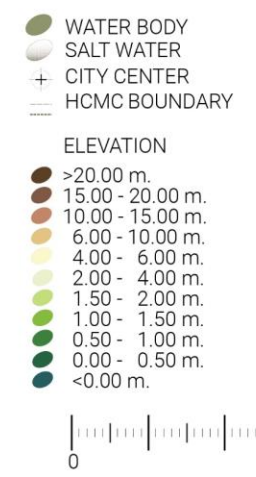 WATER BODY
SALT WATER
CITY CENTER
HCMC BOUNDARY
ELEVATION
>20.00 m.
15.00 - 20.00 m.
10.00 - 15.00 m.
6.00 - 10.00 m.
4.00 - 6.00 m.
2.00 - 4.00 m.
1.50 - 2.00 m.
1.00 - 1.50 m.
0.50 - 1.00 m.
0.00 - 0.50 m.
<0.00 m.
0